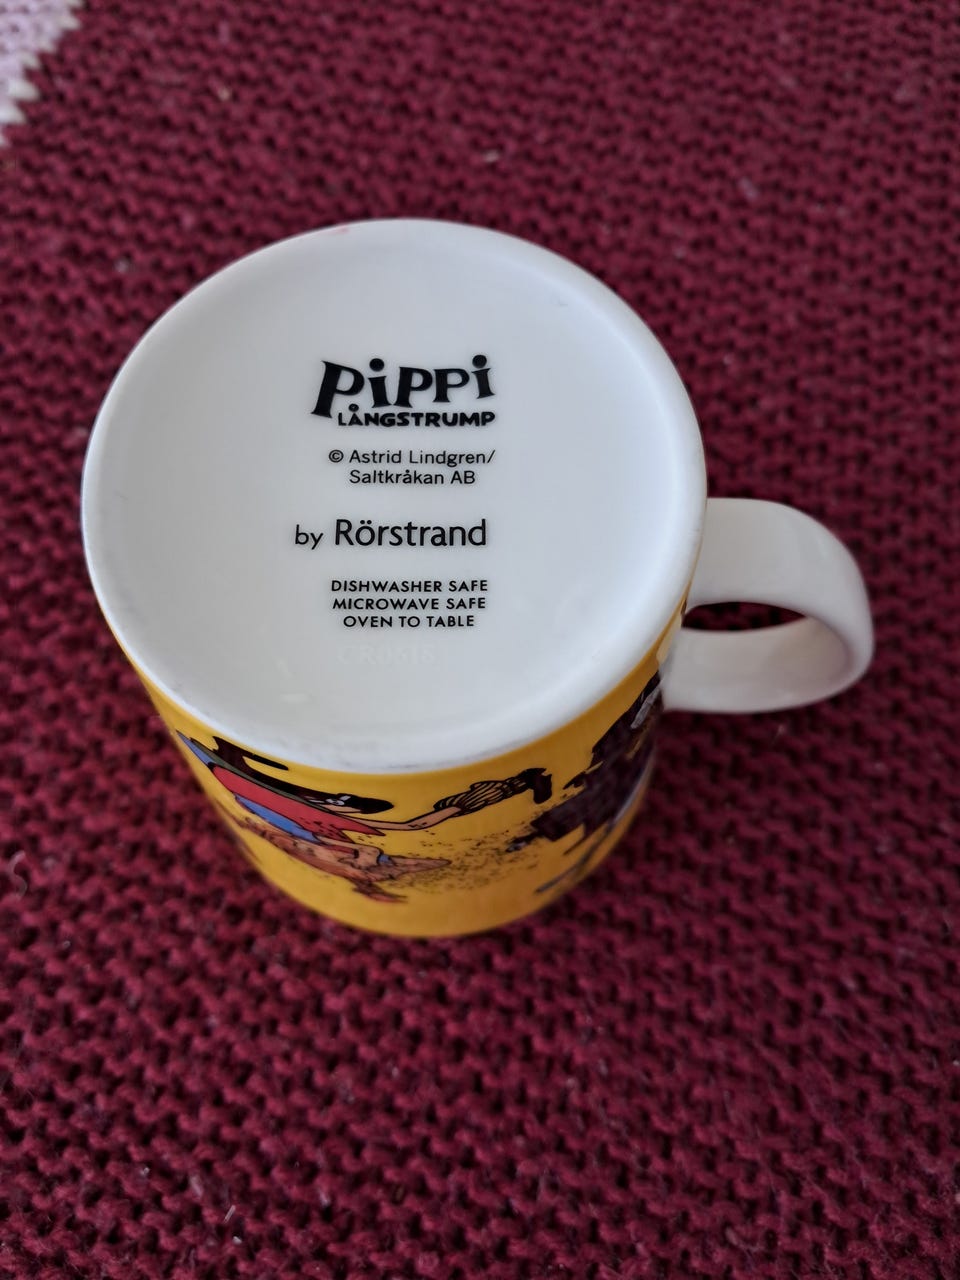 PiPPi
LÅNGSTRUMP
© Astrid Lindgren/
Saltkråkan AB
by Rörstrand
DISHWASHER SAFE
MICROWAVE SAFE
OVEN TO TABLE